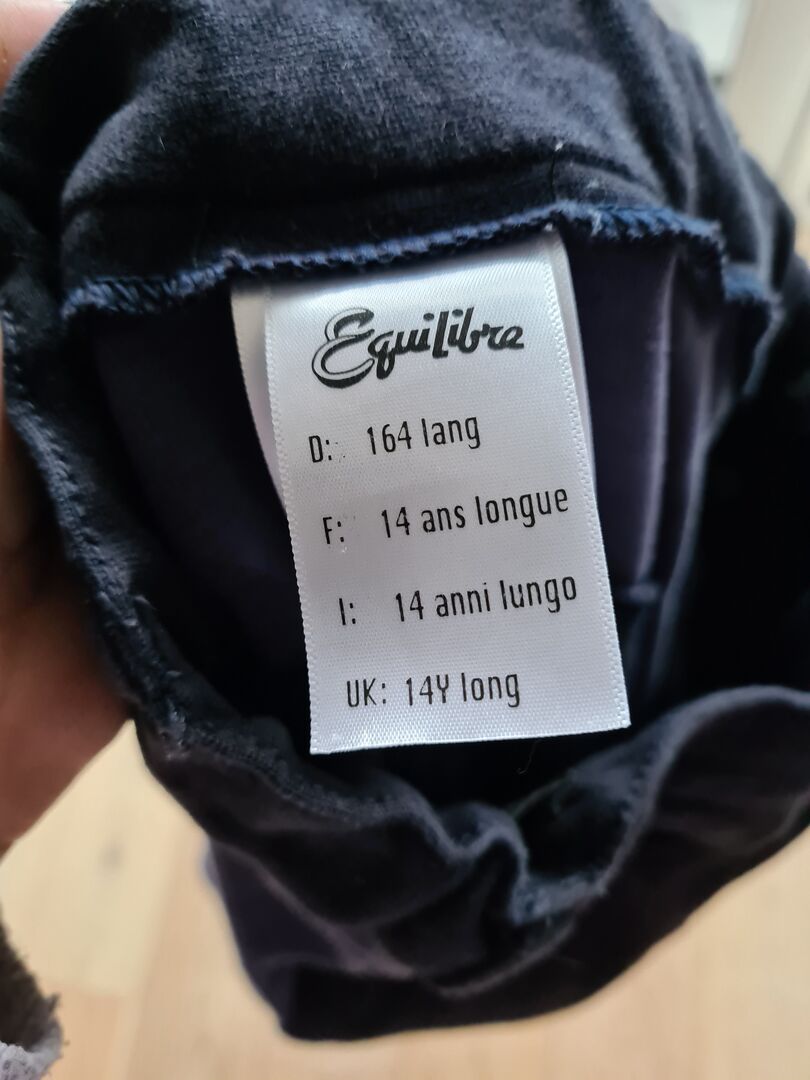 Equilibre
D: 164 lang
F: 14 ans longue
I: 14 anni lungo
UK: 14Y long